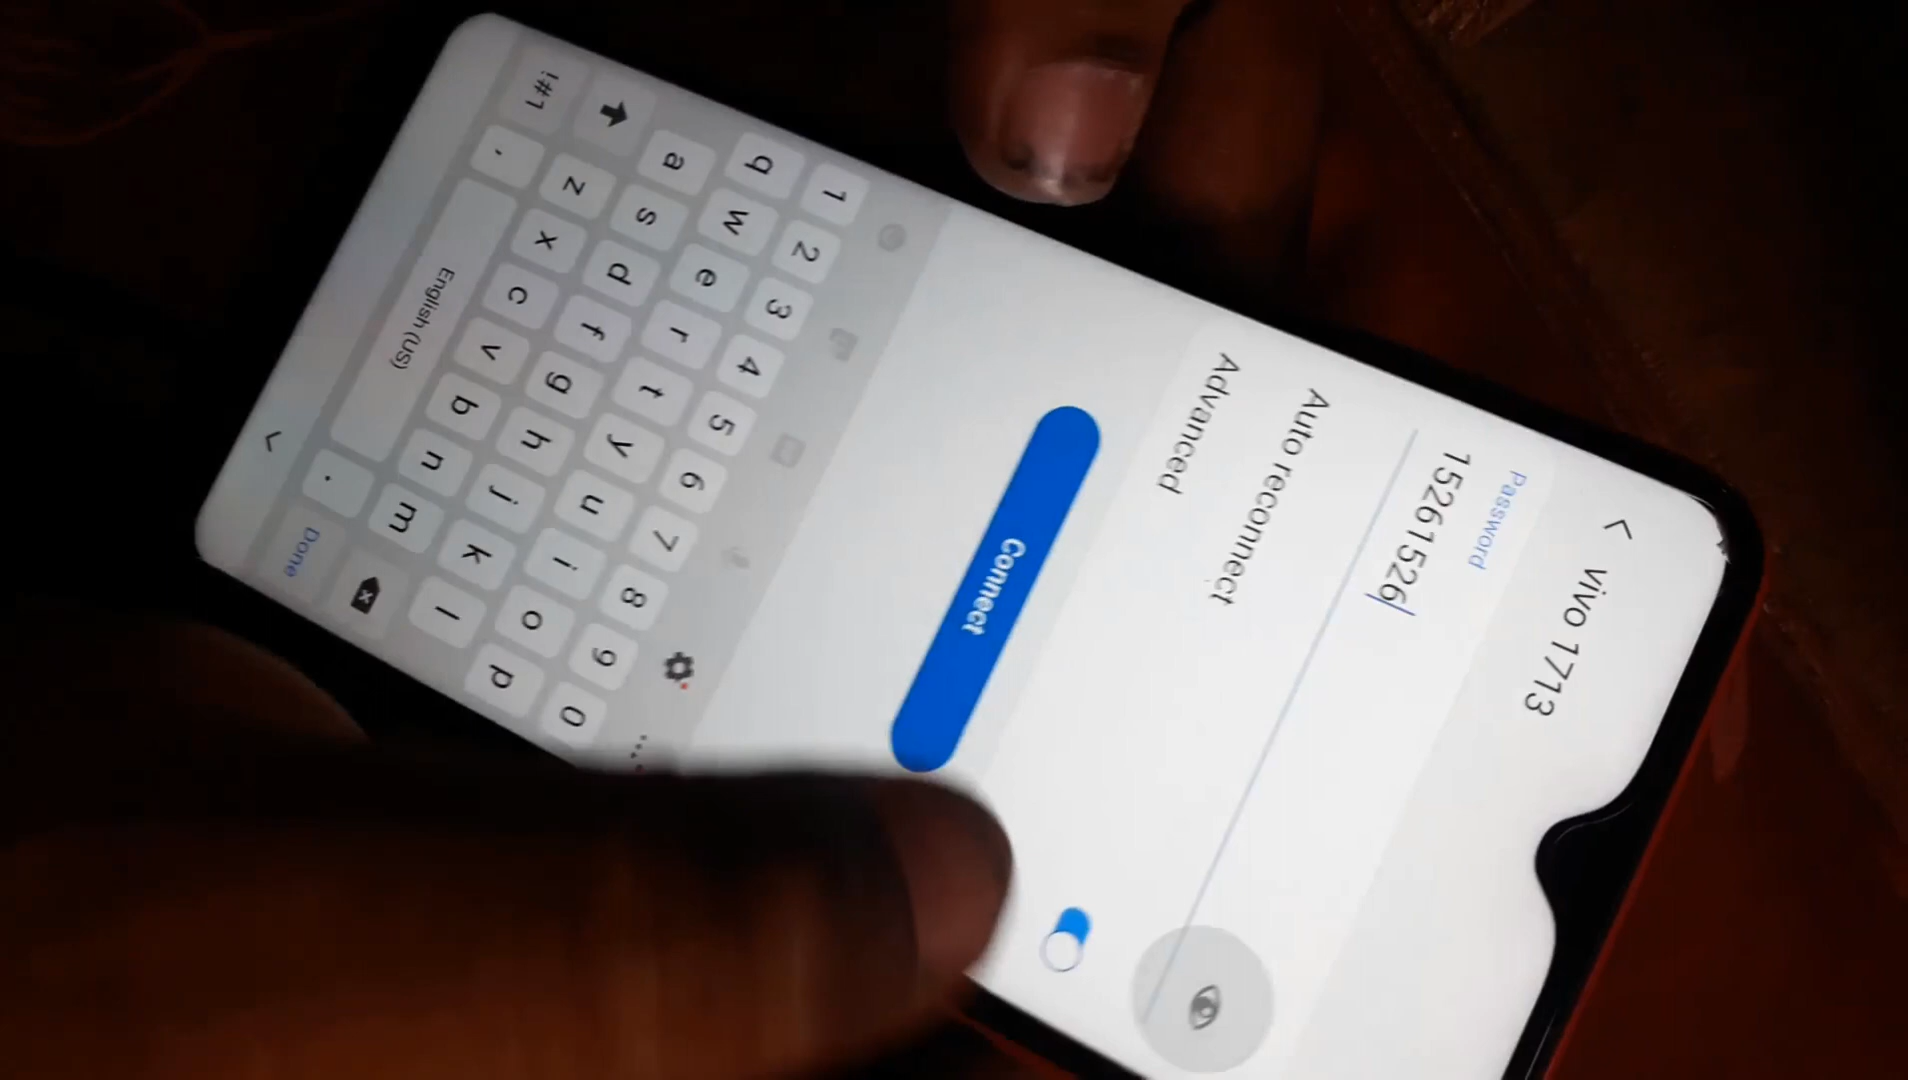 vivo 1713
Password
15261526
Auto reconnect
Advanced
Connect
1 2 3 4 5 6 7 8 9 0
q w e r t y u i o p
a s d f g h j k l
z x c v b n m
!#1 , English (US) . Done